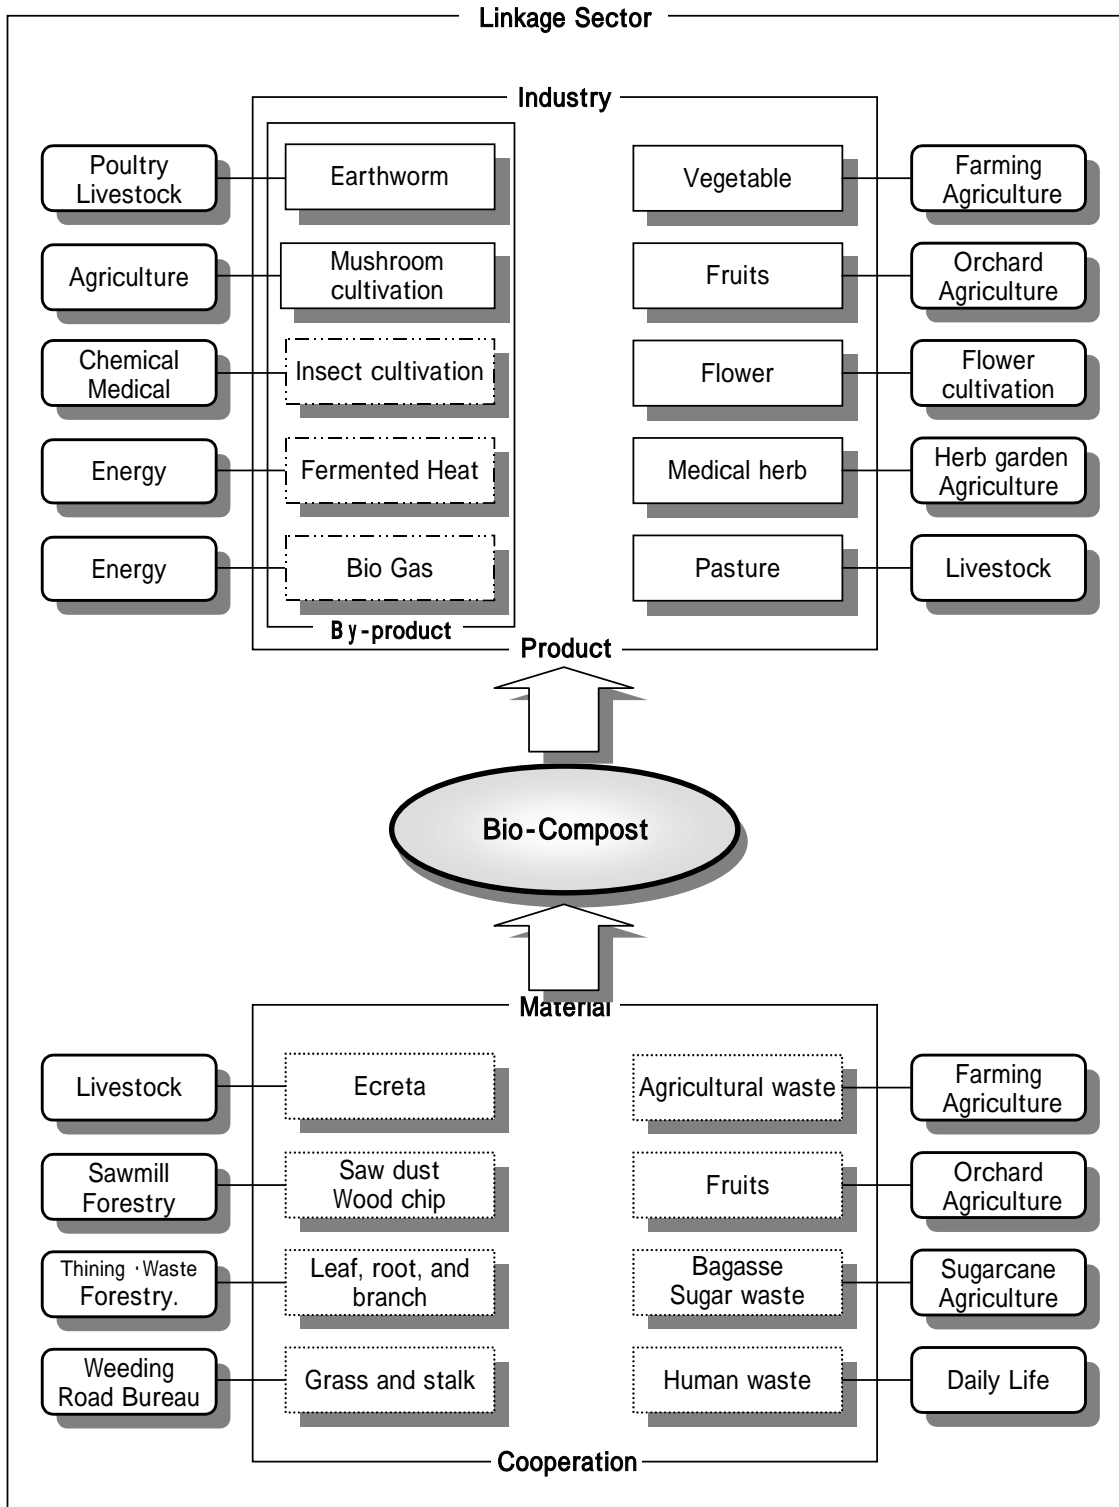 Linkage Sector
Industry
Poultry
Livestock
Earthworm
Vegetable
Farming
Agriculture
Agriculture
Mushroom
cultivation
Fruits
Orchard
Agriculture
Chemical
Medical
Insect cultivation
Flower
Flower
cultivation
Energy
Fermented Heat
Medical herb
Herb garden
Agriculture
Energy
Bio Gas
Pasture
Livestock
By-product
Product
Bio-Compost
Material
Livestock
Ecreta
Agricultural waste
Farming
Agriculture
Sawmill
Forestry
Saw dust
Wood chip
Fruits
Orchard
Agriculture
Thining ·Waste
Forestry.
Leaf, root, and
branch
Bagasse
Sugar waste
Sugarcane
Agriculture
Weeding
Road Bureau
Grass and stalk
Human waste
Daily Life
Cooperation